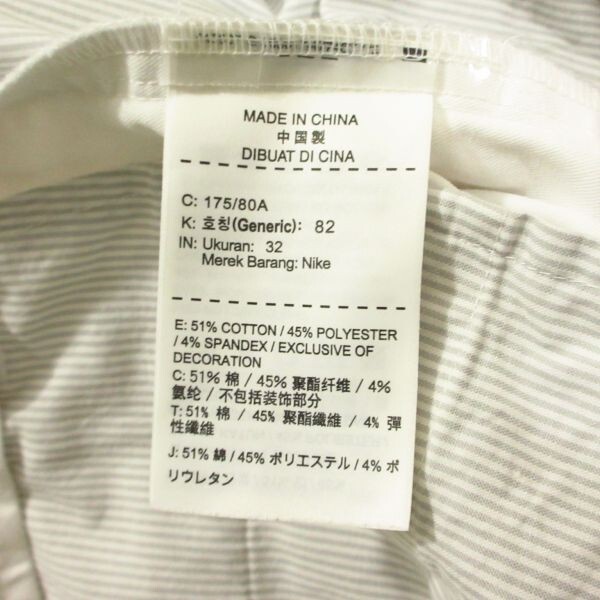 MADE IN CHINA
中国製
DIBUAT DI CINA
C: 175/80A
K: 호칭(Generic): 82
IN: Ukuran: 32
Merek Barang: Nike
E: 51% COTTON / 45% POLYESTER
/ 4% SPANDEX / EXCLUSIVE OF
DECORATION
C: 51% 棉 / 45% 聚酯纤维 / 4%
氨纶 / 不包括装饰部分
T: 51% 棉 / 45% 聚酯纖維 / 4% 彈
性纖維
J: 51% 綿 / 45% ポリエステル / 4% ポ
リウレタン